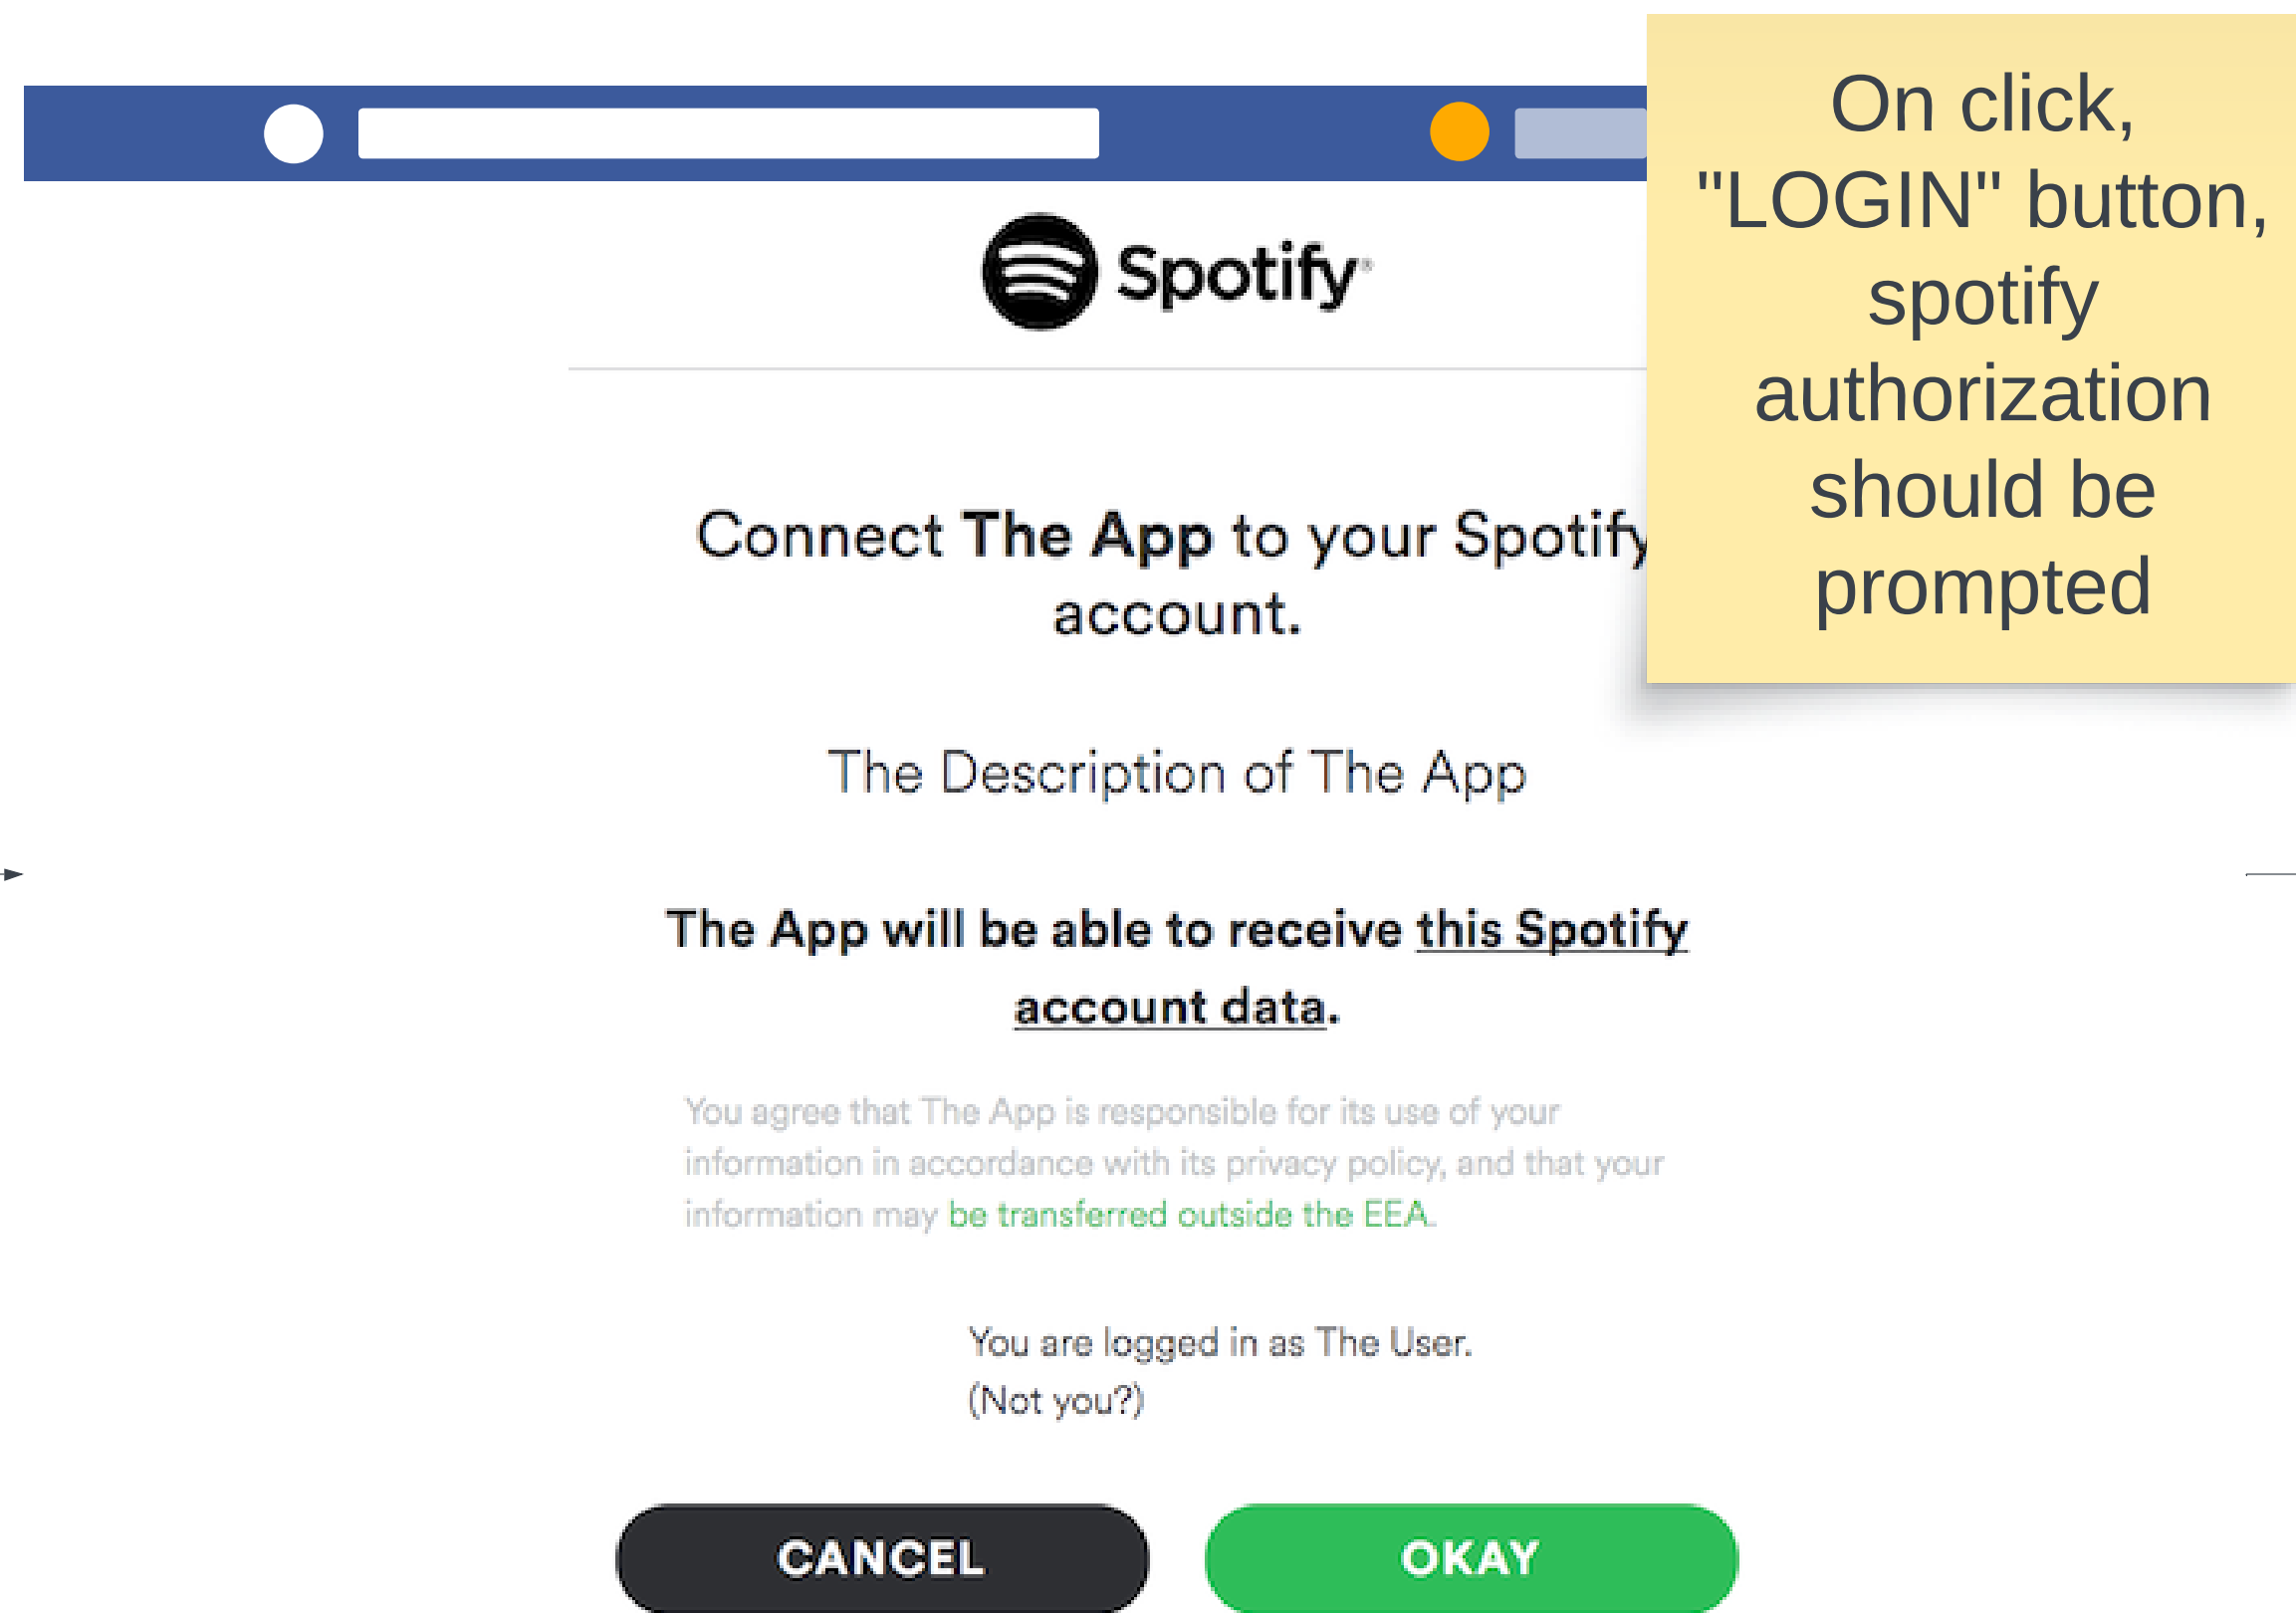 On click,
"LOGIN" button,
spotify
authorization
should be
prompted
Spotify®
Connect The App to your Spotify
account.
The Description of The App
The App will be able to receive this Spotify
account data.
You agree that The App is responsible for its use of your
information in accordance with its privacy policy, and that your
information may be transferred outside the EEA.
You are logged in as The User.
(Not you?)
CANCEL
OKAY